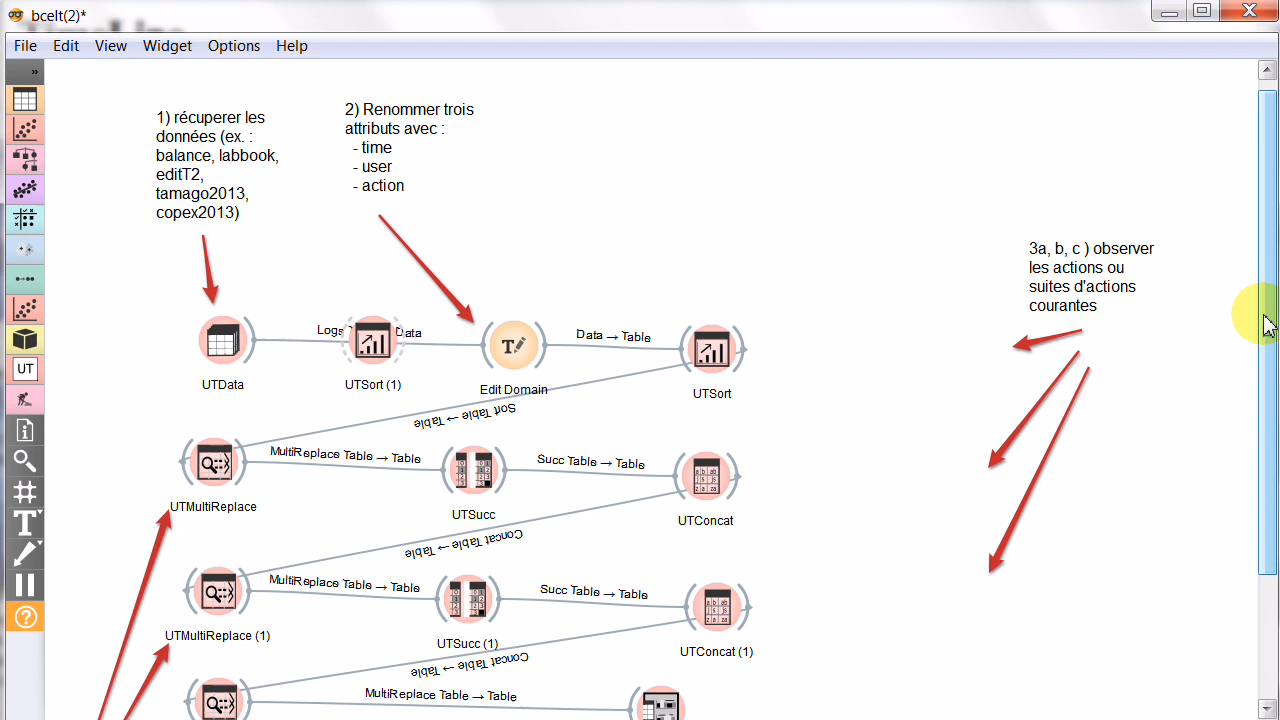 bcelt(2)*
File Edit View Widget Options Help
»
1) récuperer les
données (ex. :
balance, labbook,
editT2,
tamago2013,
copex2013)
2) Renommer trois
attributs avec :
- time
- user
- action
3a, b, c ) observer
les actions ou
suites d'actions
courantes
Logs
Data
Data → Table
UTData
UTSort (1)
Edit Domain
UTSort
Sort Table → Table
UT
MultiReplace Table → Table
Succ Table → Table
UTMultiReplace
UTSucc
UTConcat
Concat Table → Table
MultiReplace Table → Table
Succ Table → Table
UTMultiReplace (1)
UTSucc (1)
UTConcat (1)
Concat Table → Table
MultiReplace Table → Table